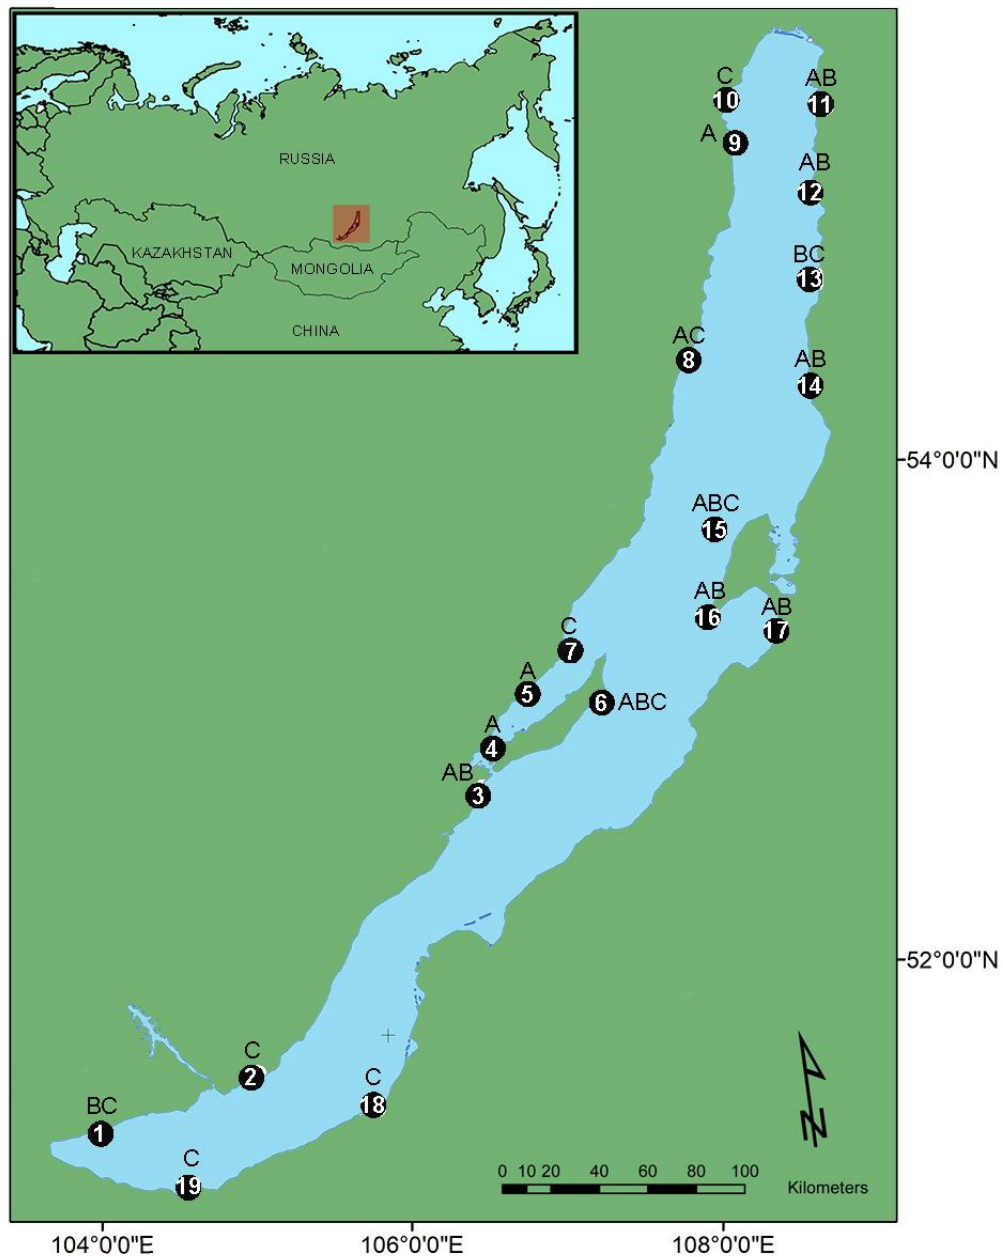 RUSSIA
KAZAKHSTAN
MONGOLIA
CHINA
C
10
AB
11
A
9
AB
12
BC
13
AC
8
AB
14
54°0'0"N
ABC
15
AB
16
AB
17
C
7
A
5
6
ABC
A
4
AB
3
52°0'0"N
C
2
C
18
BC
1
C
19
N
0 10 20 40 60 80 100
Kilometers
104°0'0"E
106°0'0"E
108°0'0"E